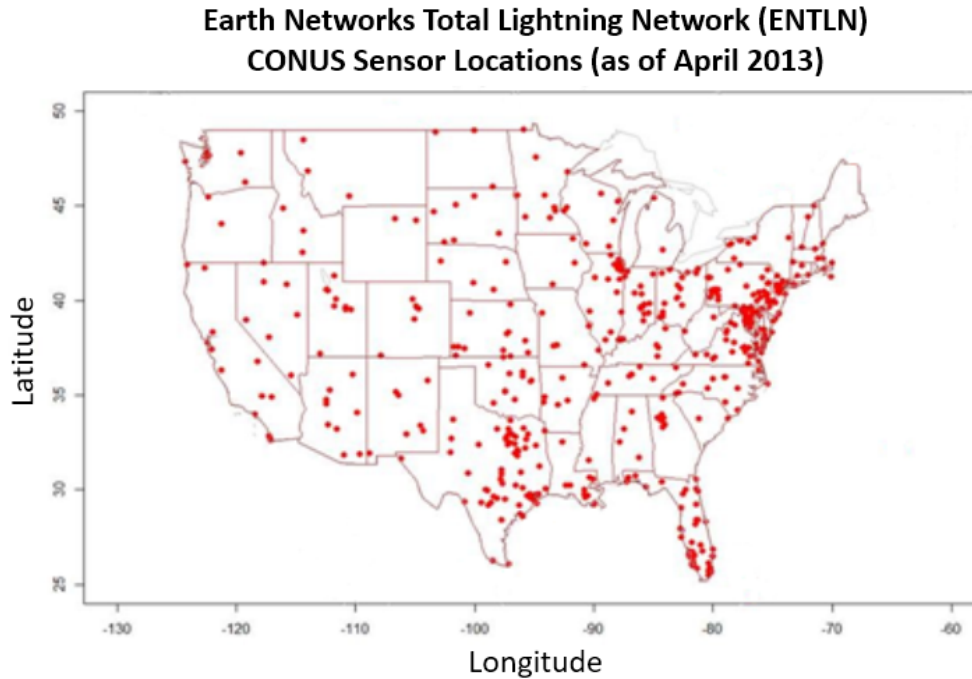 Earth Networks Total Lightning Network (ENTLN)
CONUS Sensor Locations (as of April 2013)
50
45
40
35
30
25
Latitude
-130 -120 -110 -100 -90 -80 -70 -60
Longitude